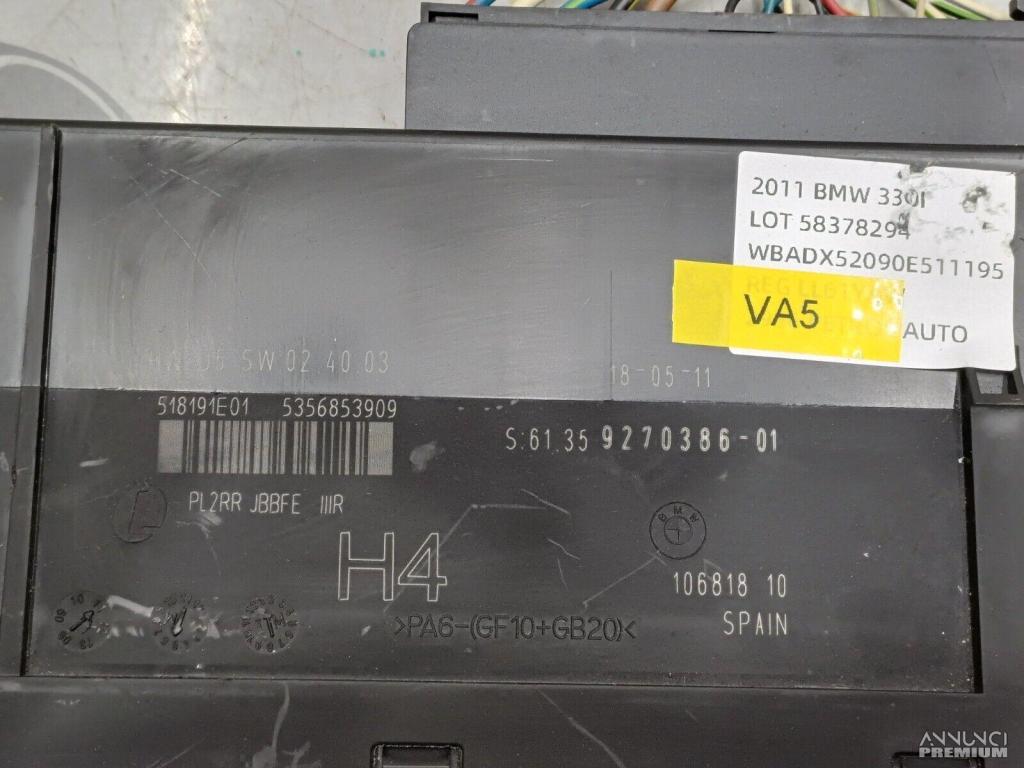 2011 BMW 330I
LOT 58378294
WBADX52090E511195
VA5
AUTO
SW 02 40 03
18-05-11
518191E01 5356853909
S:61.35 9270386-01
PL2RR JBBFE IIIR
BMW
H4
106818 10
SPAIN
>PA6-(GF10+GB20)<
ANNUNCI
PREMIUM